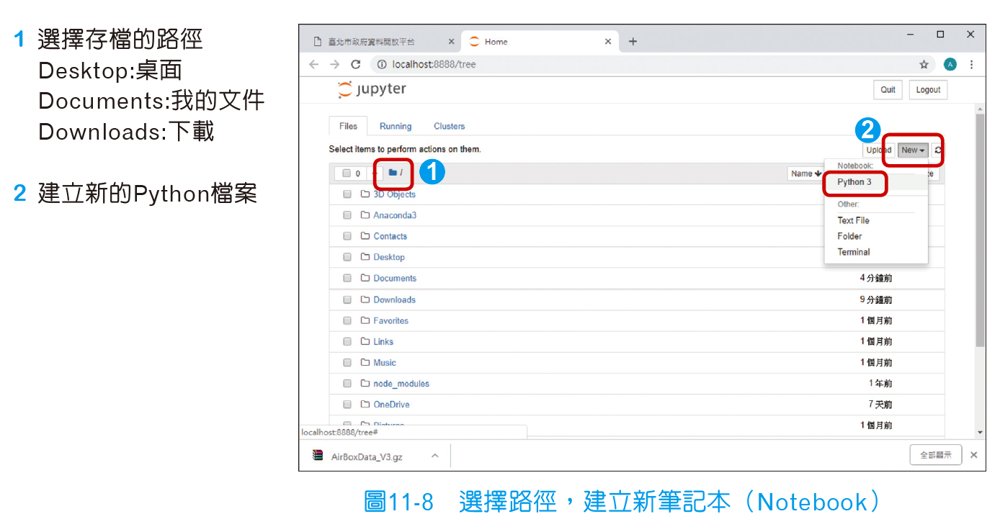 1 選擇存檔的路徑
Desktop:桌面
Documents:我的文件
Downloads:下載
2 建立新的Python檔案
臺北市政府資料開放平台 × Home × +
localhost:8888/tree A
jupyter Quit Logout
Files Running Clusters
2
Select items to perform actions on them. Upload New
0 / 1 Name
Notebook:
Python 3
Other:
Text File
Folder
Terminal
3D Objects
Anaconda3
Contacts
Desktop
Documents 4 分鐘前
Downloads 9 分鐘前
Favorites 1 個月前
Links 1 個月前
Music 1 個月前
node_modules 1 年前
OneDrive 7 天前
Pictures 1 個月前
localhost:8888/tree#
AirBoxData_V3.gz 全部顯示 ×
圖11-8 選擇路徑，建立新筆記本（Notebook）